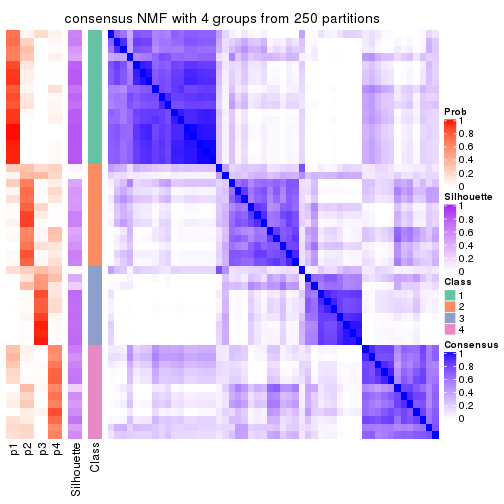 consensus NMF with 4 groups from 250 partitions
Prob
1
0.8
0.6
0.4
0.2
0
Silhouette
1
0.8
0.6
0.4
0.2
0
Class
1
2
3
4
Consensus
1
0.8
0.6
0.4
0.2
0
p1
p2
p3
p4
Silhouette
Class